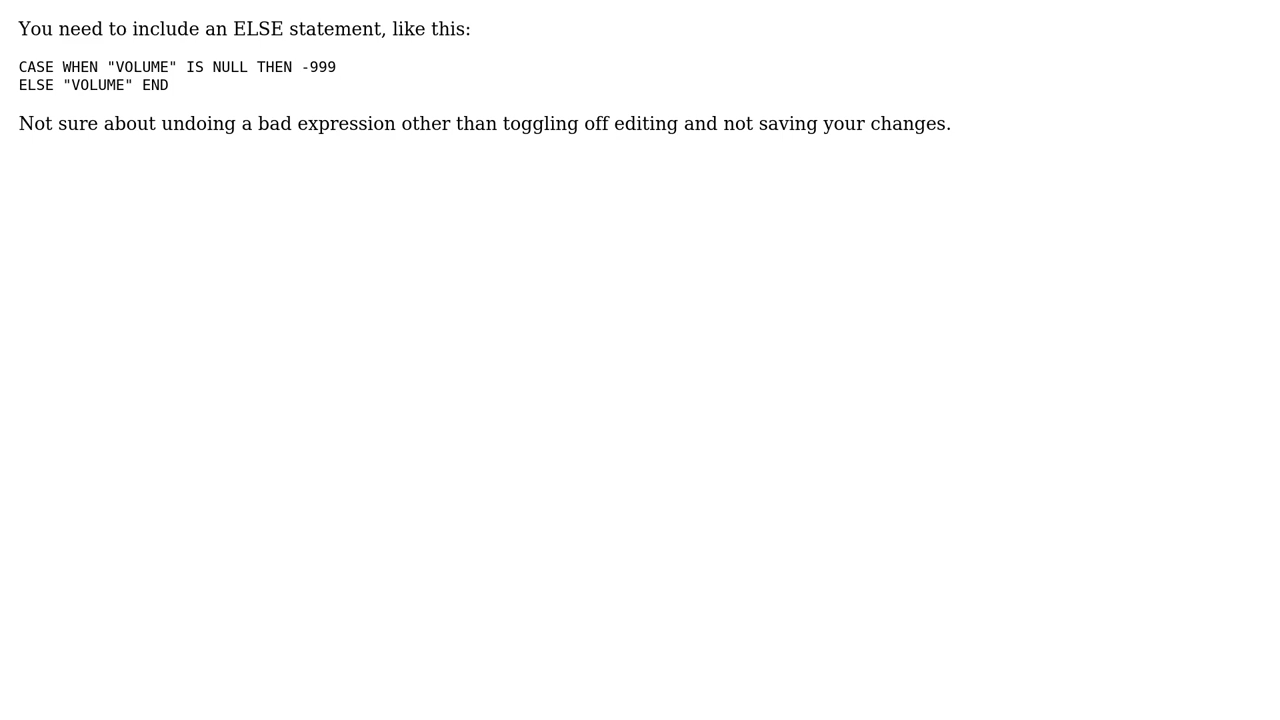 You need to include an ELSE statement, like this:
CASE WHEN "VOLUME" IS NULL THEN -999
ELSE "VOLUME" END
Not sure about undoing a bad expression other than toggling off editing and not saving your changes.